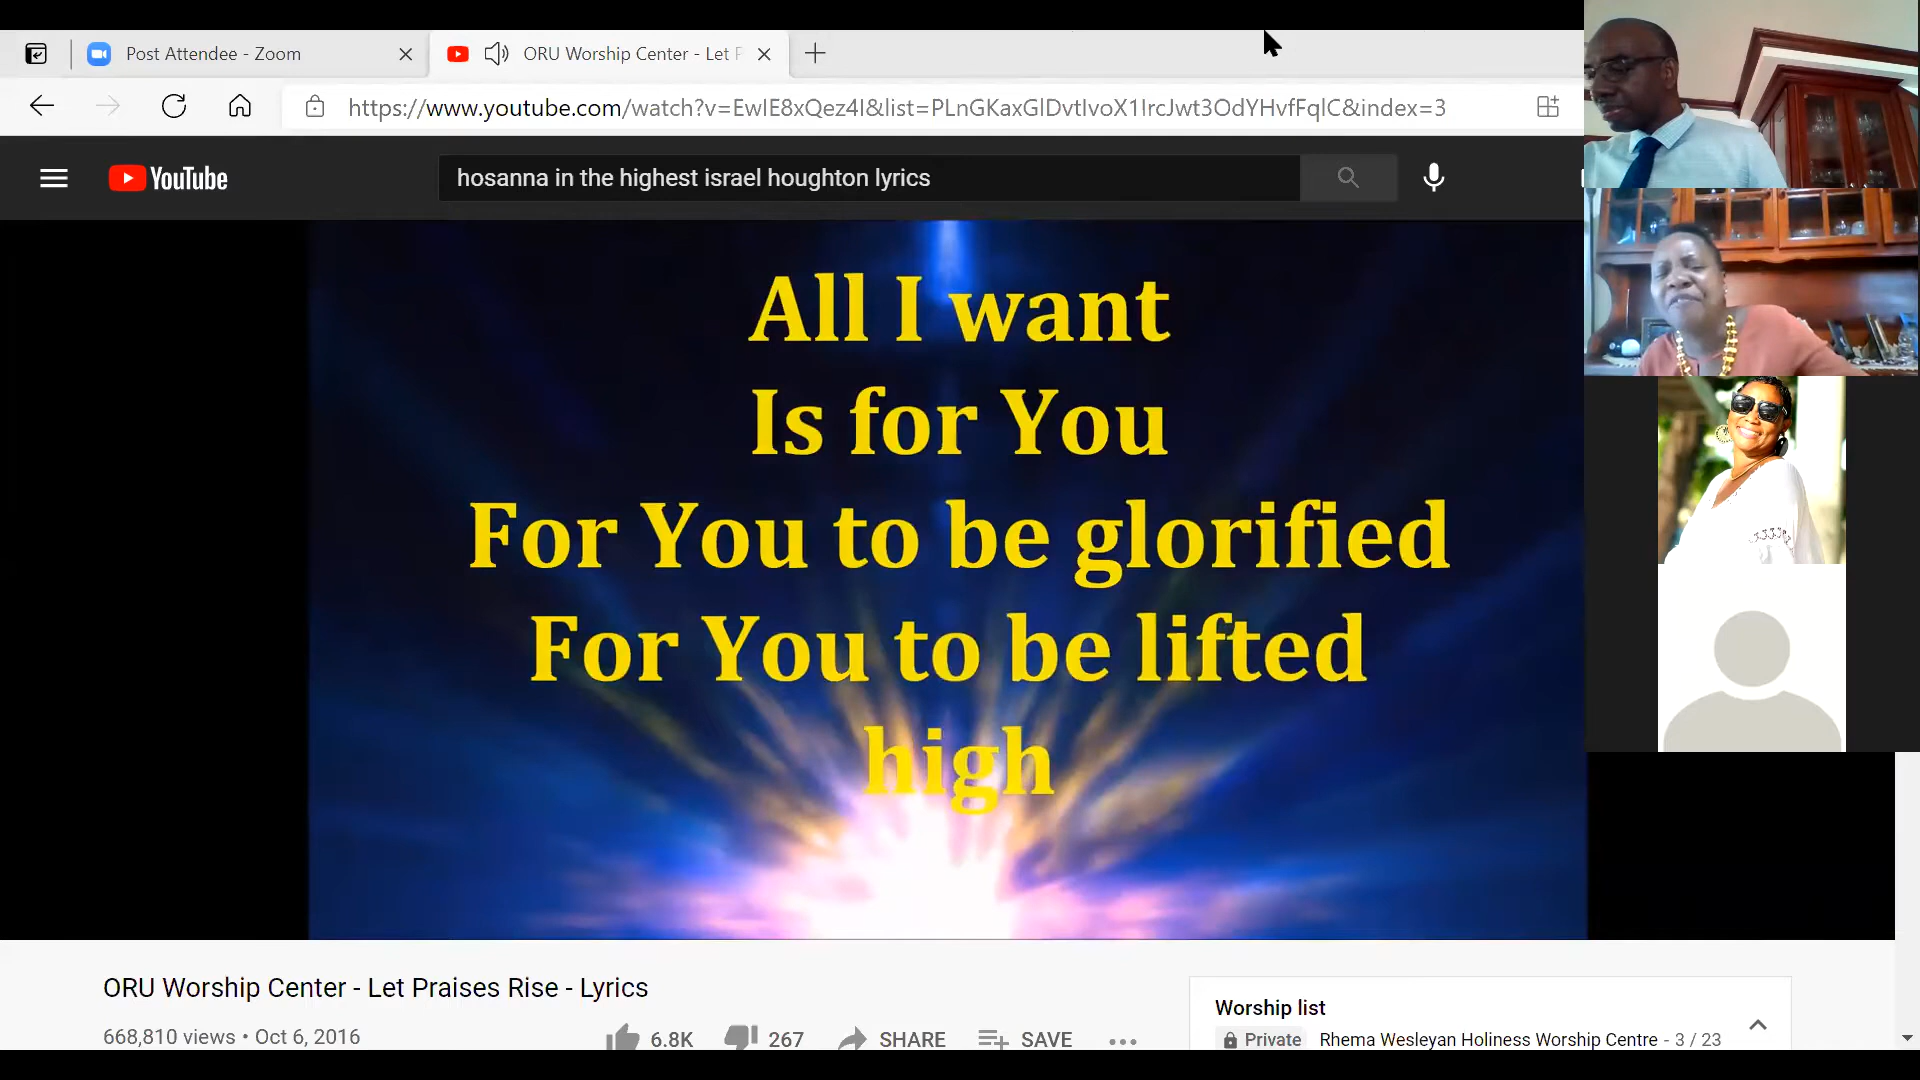 Post Attendee - Zoom
ORU Worship Center - Let P
https://www.youtube.com/watch?v=EwIE8xQez4I&list=PLnGKaxGlDvtIvoX1IrcJwt3OdYHvfFqlC&index=3
YouTube
hosanna in the highest israel houghton lyrics
All I want
Is for You
For You to be glorified
For You to be lifted
high
ORU Worship Center - Let Praises Rise - Lyrics
668,810 views • Oct 6, 2016
6.8K
267
SHARE
SAVE
Worship list
Private
Rhema Wesleyan Holiness Worship Centre - 3 / 23